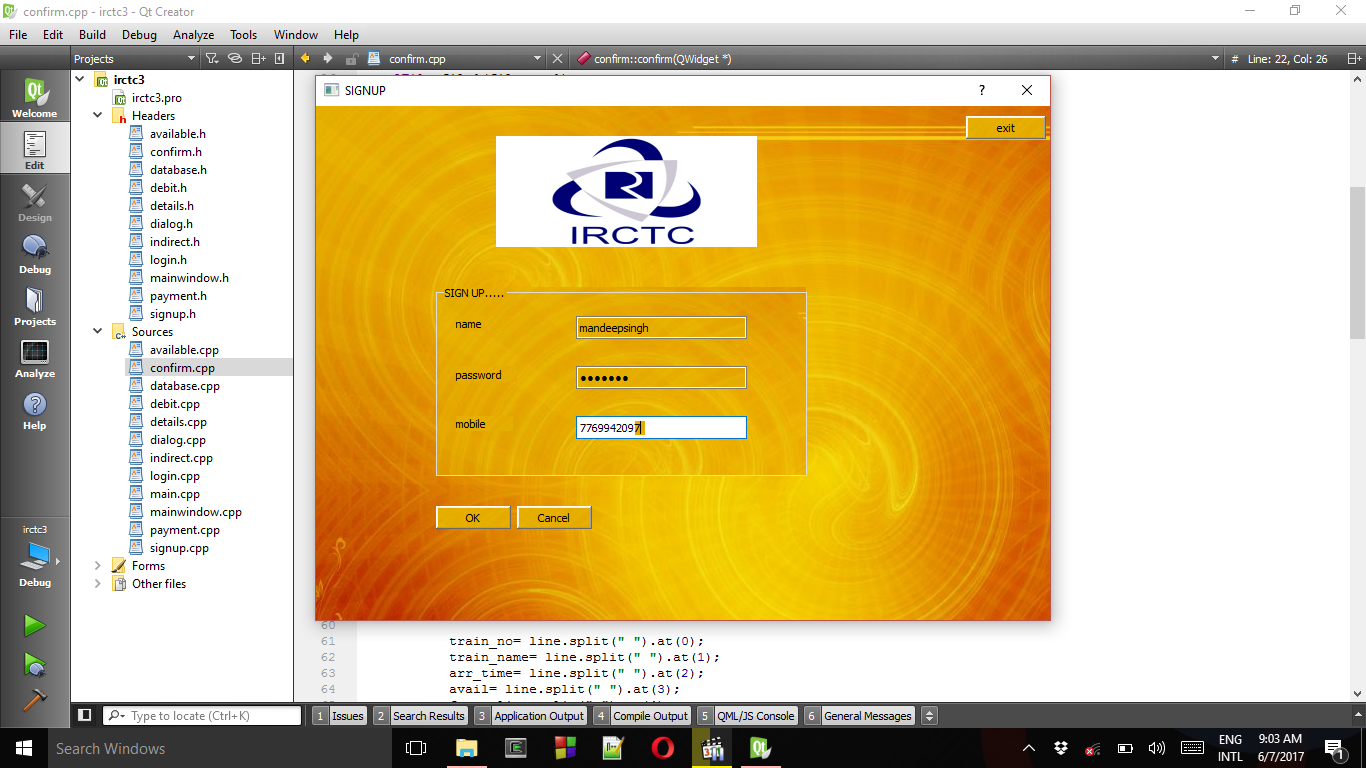 confirm.cpp - irctc3 - Qt Creator
File Edit Build Debug Analyze Tools Window Help
Projects confirm.cpp confirm::confirm(QWidget *) # Line: 22, Col: 26
Welcome
Edit
Design
Debug
Projects
Analyze
Help
irctc3
Debug
irctc3
irctc3.pro
Headers
available.h
confirm.h
database.h
debit.h
details.h
dialog.h
indirect.h
login.h
mainwindow.h
payment.h
signup.h
Sources
available.cpp
confirm.cpp
database.cpp
debit.cpp
details.cpp
dialog.cpp
indirect.cpp
login.cpp
main.cpp
mainwindow.cpp
payment.cpp
signup.cpp
Forms
Other files
SIGNUP
exit
IRCTC
SIGN UP.....
name mandeepsingh
password •••••••
mobile 7769942097
OK Cancel
60
61 train_no= line.split(" ").at(0);
62 train_name= line.split(" ").at(1);
63 arr_time= line.split(" ").at(2);
64 avail= line.split(" ").at(3);
Type to locate (Ctrl+K) 1 Issues 2 Search Results 3 Application Output 4 Compile Output 5 QML/JS Console 6 General Messages
Search Windows
ENG
INTL
9:03 AM
6/7/2017
1